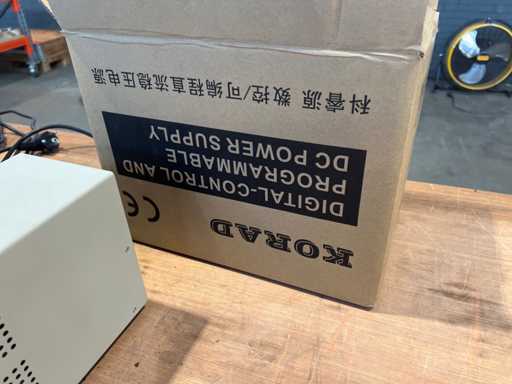 KORAD
CE
DIGITAL-CONTROL AND
PROGRAMMABLE
DC POWER SUPPLY
科睿源 数控/可编程直流稳压电源